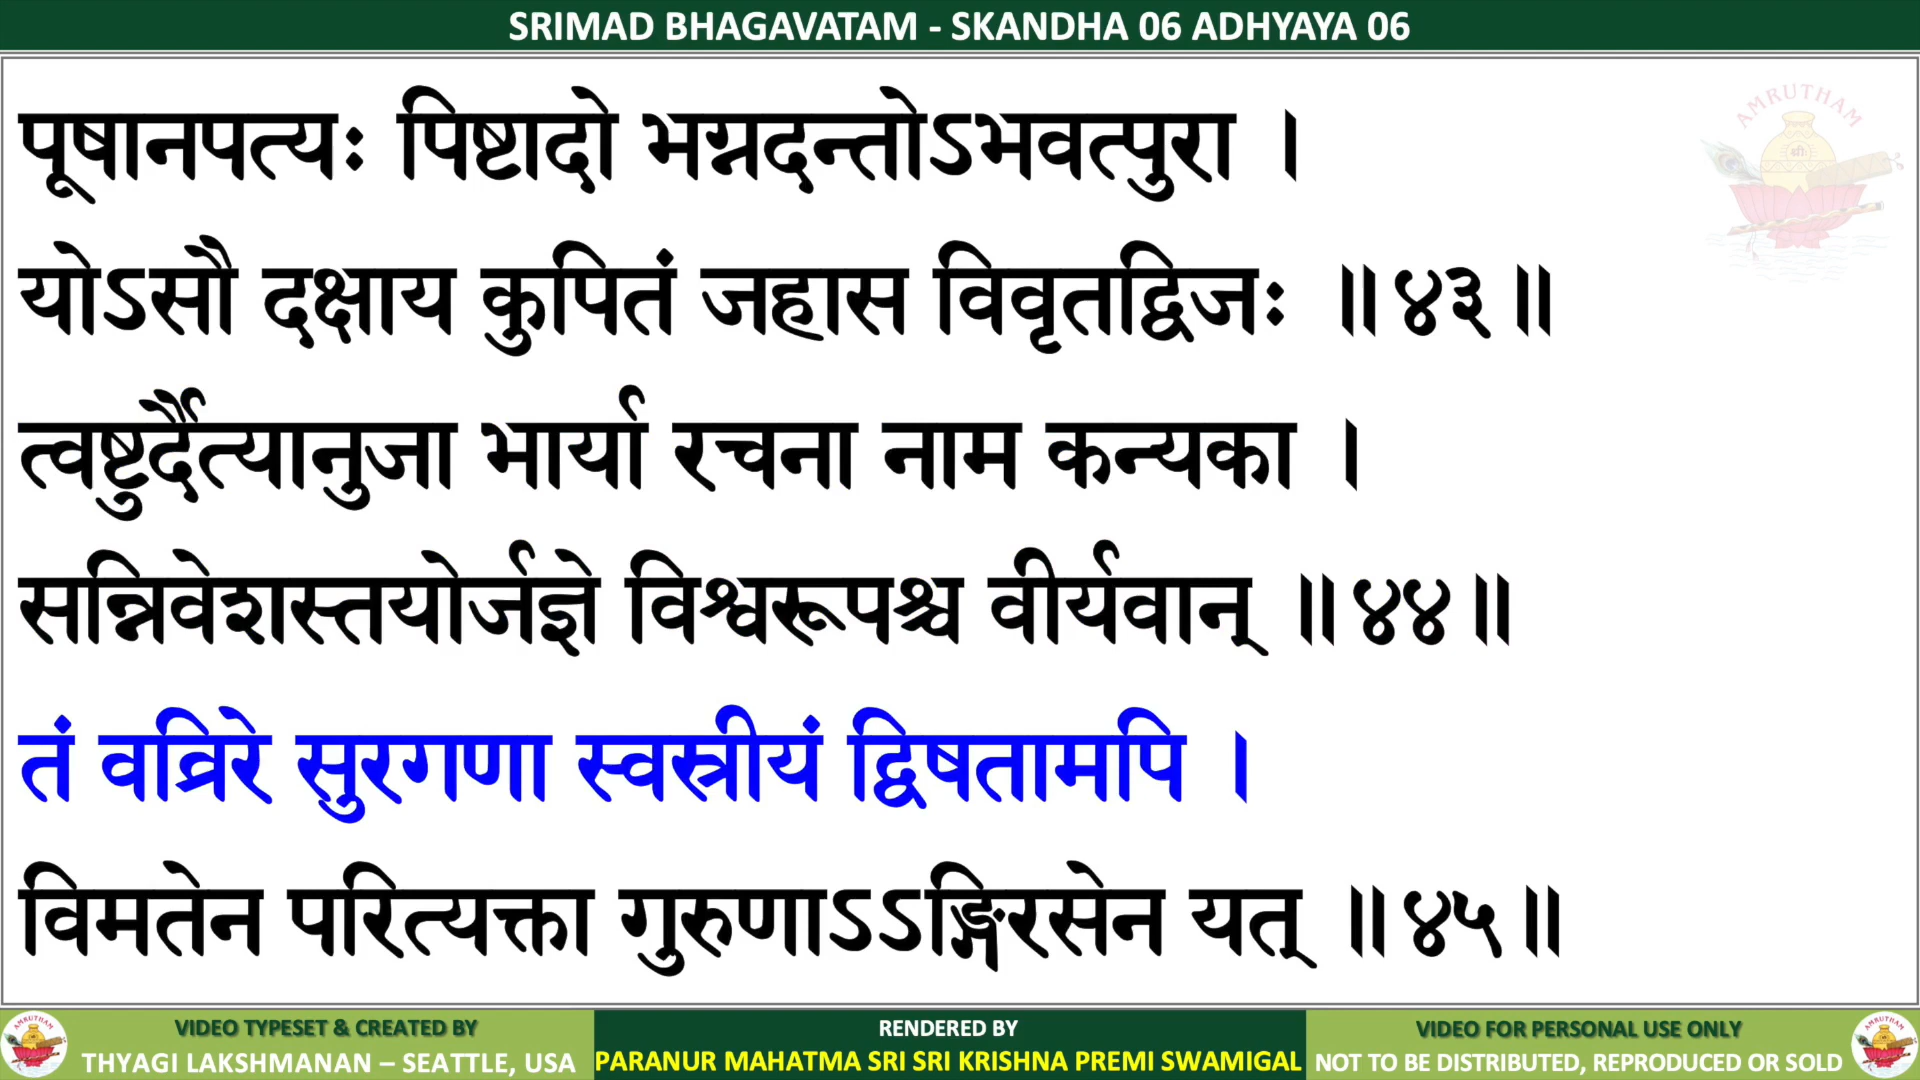 SRIMAD BHAGAVATAM - SKANDHA 06 ADHYAYA 06
AMRUTHAM
पूषानपत्यः पिष्टादो भग्नदन्तोऽभवत्पुरा ।
योऽसौ दक्षाय कुपितं जहास विवृतद्विजः ॥४३॥
त्वष्टुर्दैत्यानुजा भार्या रचना नाम कन्यका ।
सन्निवेशस्तयोर्जज्ञे विश्वरूपश्च वीर्यवान् ॥४४॥
तं वव्रिरे सुरगणा स्वस्रीयं द्विषतामपि ।
विमतेन परित्यक्ता गुरुणाऽऽङ्गिरसेन यत् ॥४५॥
AMRUTHAM
VIDEO TYPESET & CREATED BY
THYAGI LAKSHMANAN – SEATTLE, USA
RENDERED BY
PARANUR MAHATMA SRI SRI KRISHNA PREMI SWAMIGAL
VIDEO FOR PERSONAL USE ONLY
NOT TO BE DISTRIBUTED, REPRODUCED OR SOLD
AMRUTHAM